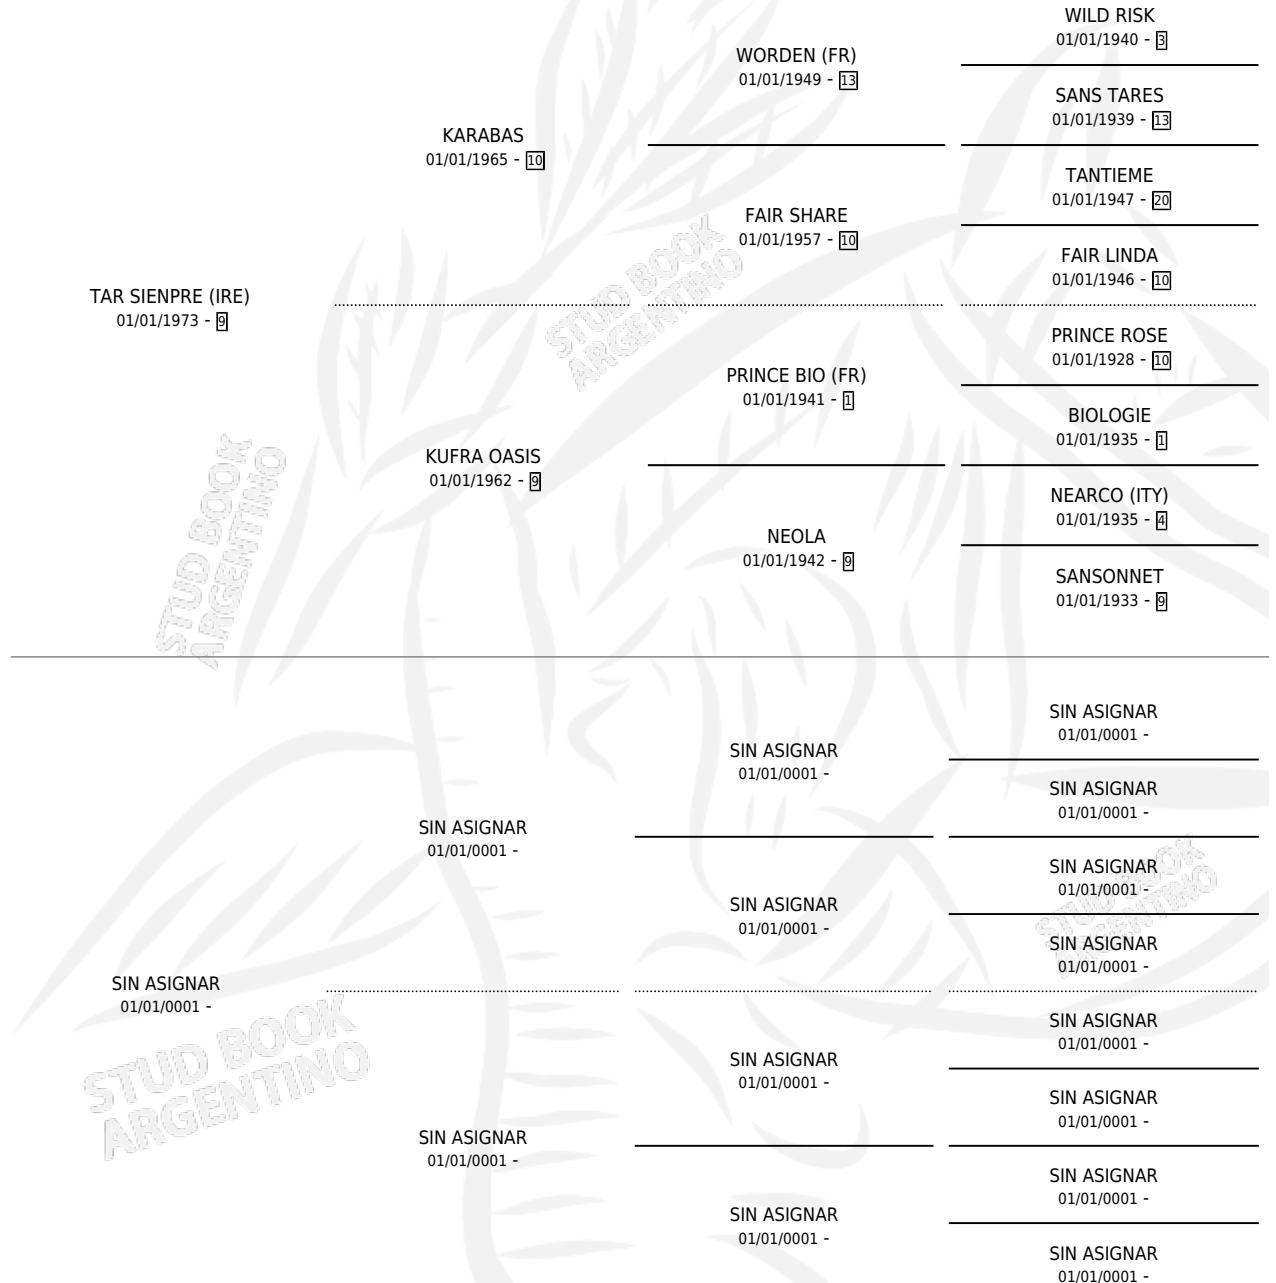 WILD RISK
01/01/1940 - 3
WORDEN (FR)
01/01/1949 - 13
SANS TARES
01/01/1939 - 13
KARABAS
01/01/1965 - 10
TANTIEME
01/01/1947 - 20
FAIR SHARE
01/01/1957 - 10
FAIR LINDA
01/01/1946 - 10
TAR SIENPRE (IRE)
01/01/1973 - 9
PRINCE ROSE
01/01/1928 - 10
PRINCE BIO (FR)
01/01/1941 - 1
BIOLOGIE
01/01/1935 - 1
KUFRA OASIS
01/01/1962 - 9
NEARCO (ITY)
01/01/1935 - 4
NEOLA
01/01/1942 - 9
SANSONNET
01/01/1933 - 9
STUD BOOK
ARGENTINO
STUD BOOK
ARGENTINO
SIN ASIGNAR
01/01/0001 -
SIN ASIGNAR
01/01/0001 -
SIN ASIGNAR
01/01/0001 -
SIN ASIGNAR
01/01/0001 -
SIN ASIGNAR
01/01/0001 -
SIN ASIGNAR
01/01/0001 -
SIN ASIGNAR
01/01/0001 -
SIN ASIGNAR
01/01/0001 -
SIN ASIGNAR
01/01/0001 -
SIN ASIGNAR
01/01/0001 -
SIN ASIGNAR
01/01/0001 -
SIN ASIGNAR
01/01/0001 -
SIN ASIGNAR
01/01/0001 -
SIN ASIGNAR
01/01/0001 -
SIN ASIGNAR
01/01/0001 -
STUD BOOK
ARGENTINO
STUD BOOK
ARGENTINO